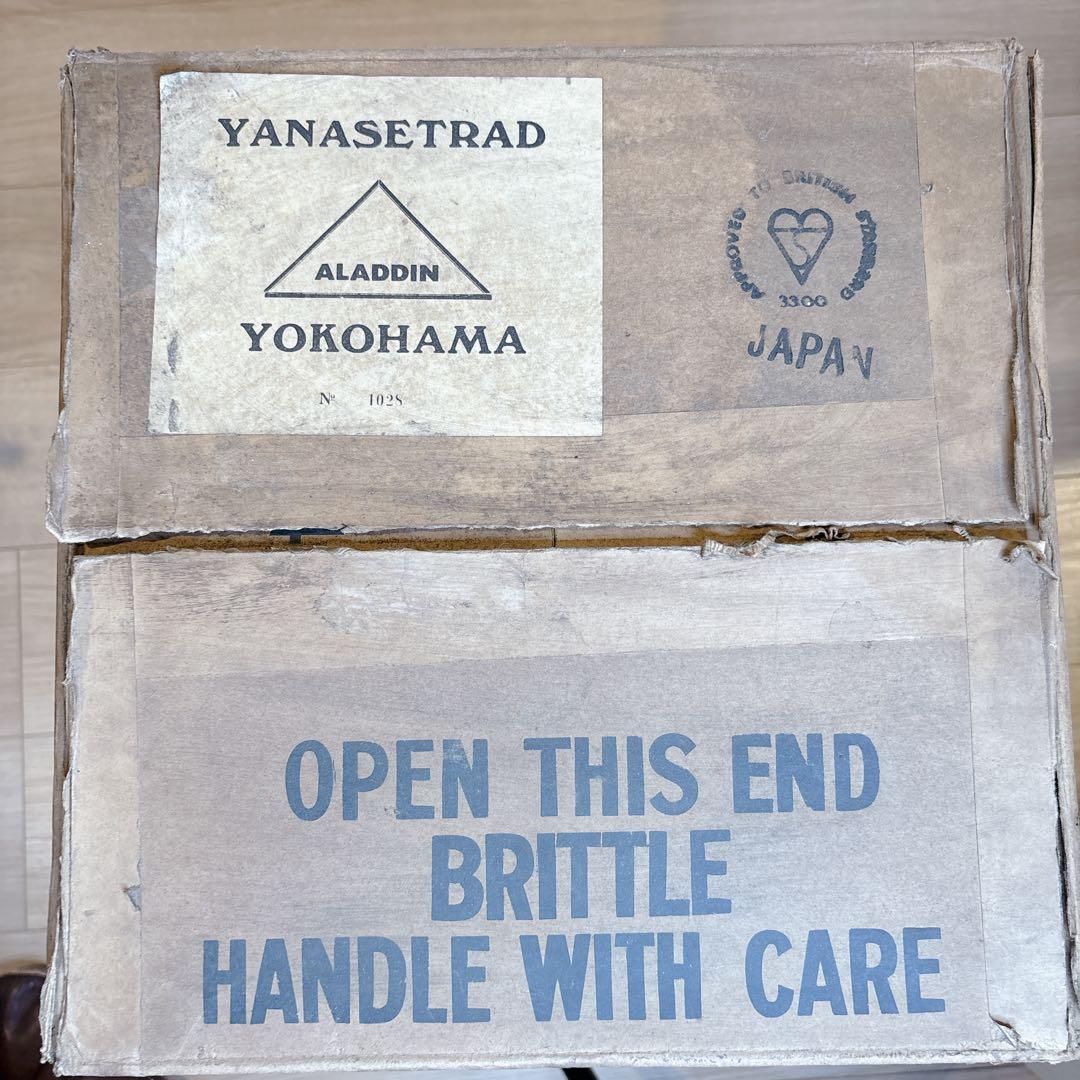 YANASETRAD
ALADDIN
YOKOHAMA
Nº 1028
APPROVED TO BRITISH STANDARD
3300
JAPAN
OPEN THIS END
BRITTLE
HANDLE WITH CARE